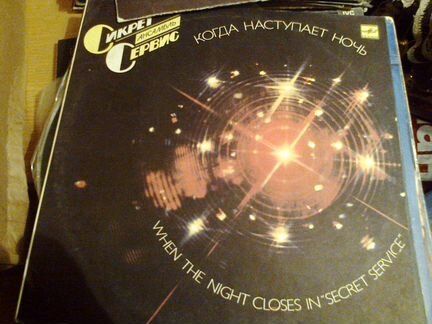 Сикрет
АНСАМБЛЬ
Сервис
КОГДА НАСТУПАЕТ НОЧЬ
WHEN THE NIGHT CLOSES IN "SECRET SERVICE"